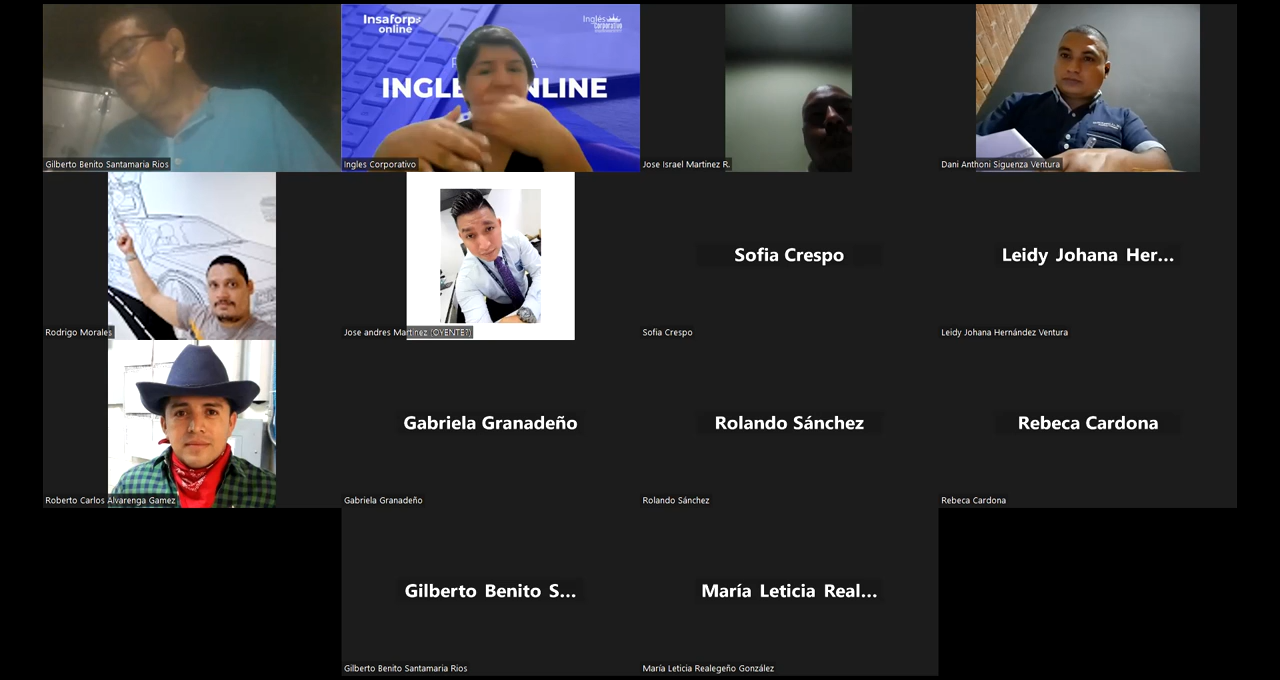 Insaforp
online
Inglés
Corporativo
INGLE NLINE
Gilberto Benito Santamaria Rios
Ingles Corporativo
Jose Israel Martinez R.
Dani Anthoni Siguenza Ventura
Sofia Crespo
Leidy Johana Her...
Rodrigo Morales
Jose andres Martinez (OYENTE?)
Sofia Crespo
Leidy Johana Hernández Ventura
Gabriela Granadeño
Rolando Sánchez
Rebeca Cardona
Roberto Carlos Alvarenga Gamez
Gabriela Granadeño
Rolando Sánchez
Rebeca Cardona
Gilberto Benito S...
María Leticia Real...
Gilberto Benito Santamaria Rios
María Leticia Realegeño González